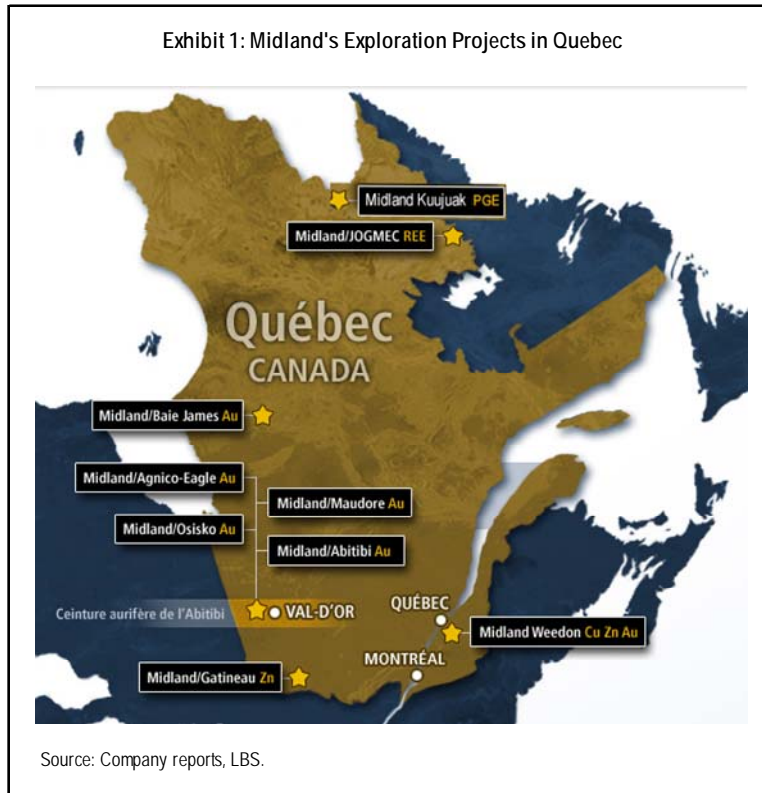 Exhibit 1: Midland's Exploration Projects in Quebec
Midland Kuujuak PGE
Midland/JOGMEC REE
Québec
CANADA
Midland/Baie James Au
Midland/Agnico-Eagle Au
Midland/Maudore Au
Midland/Osisko Au
Midland/Abitibi Au
Ceinture aurifère de l'Abitibi
VAL-D'OR
QUÉBEC
Midland Weedon Cu Zn Au
MONTRÉAL
Midland/Gatineau Zn
Source: Company reports, LBS.